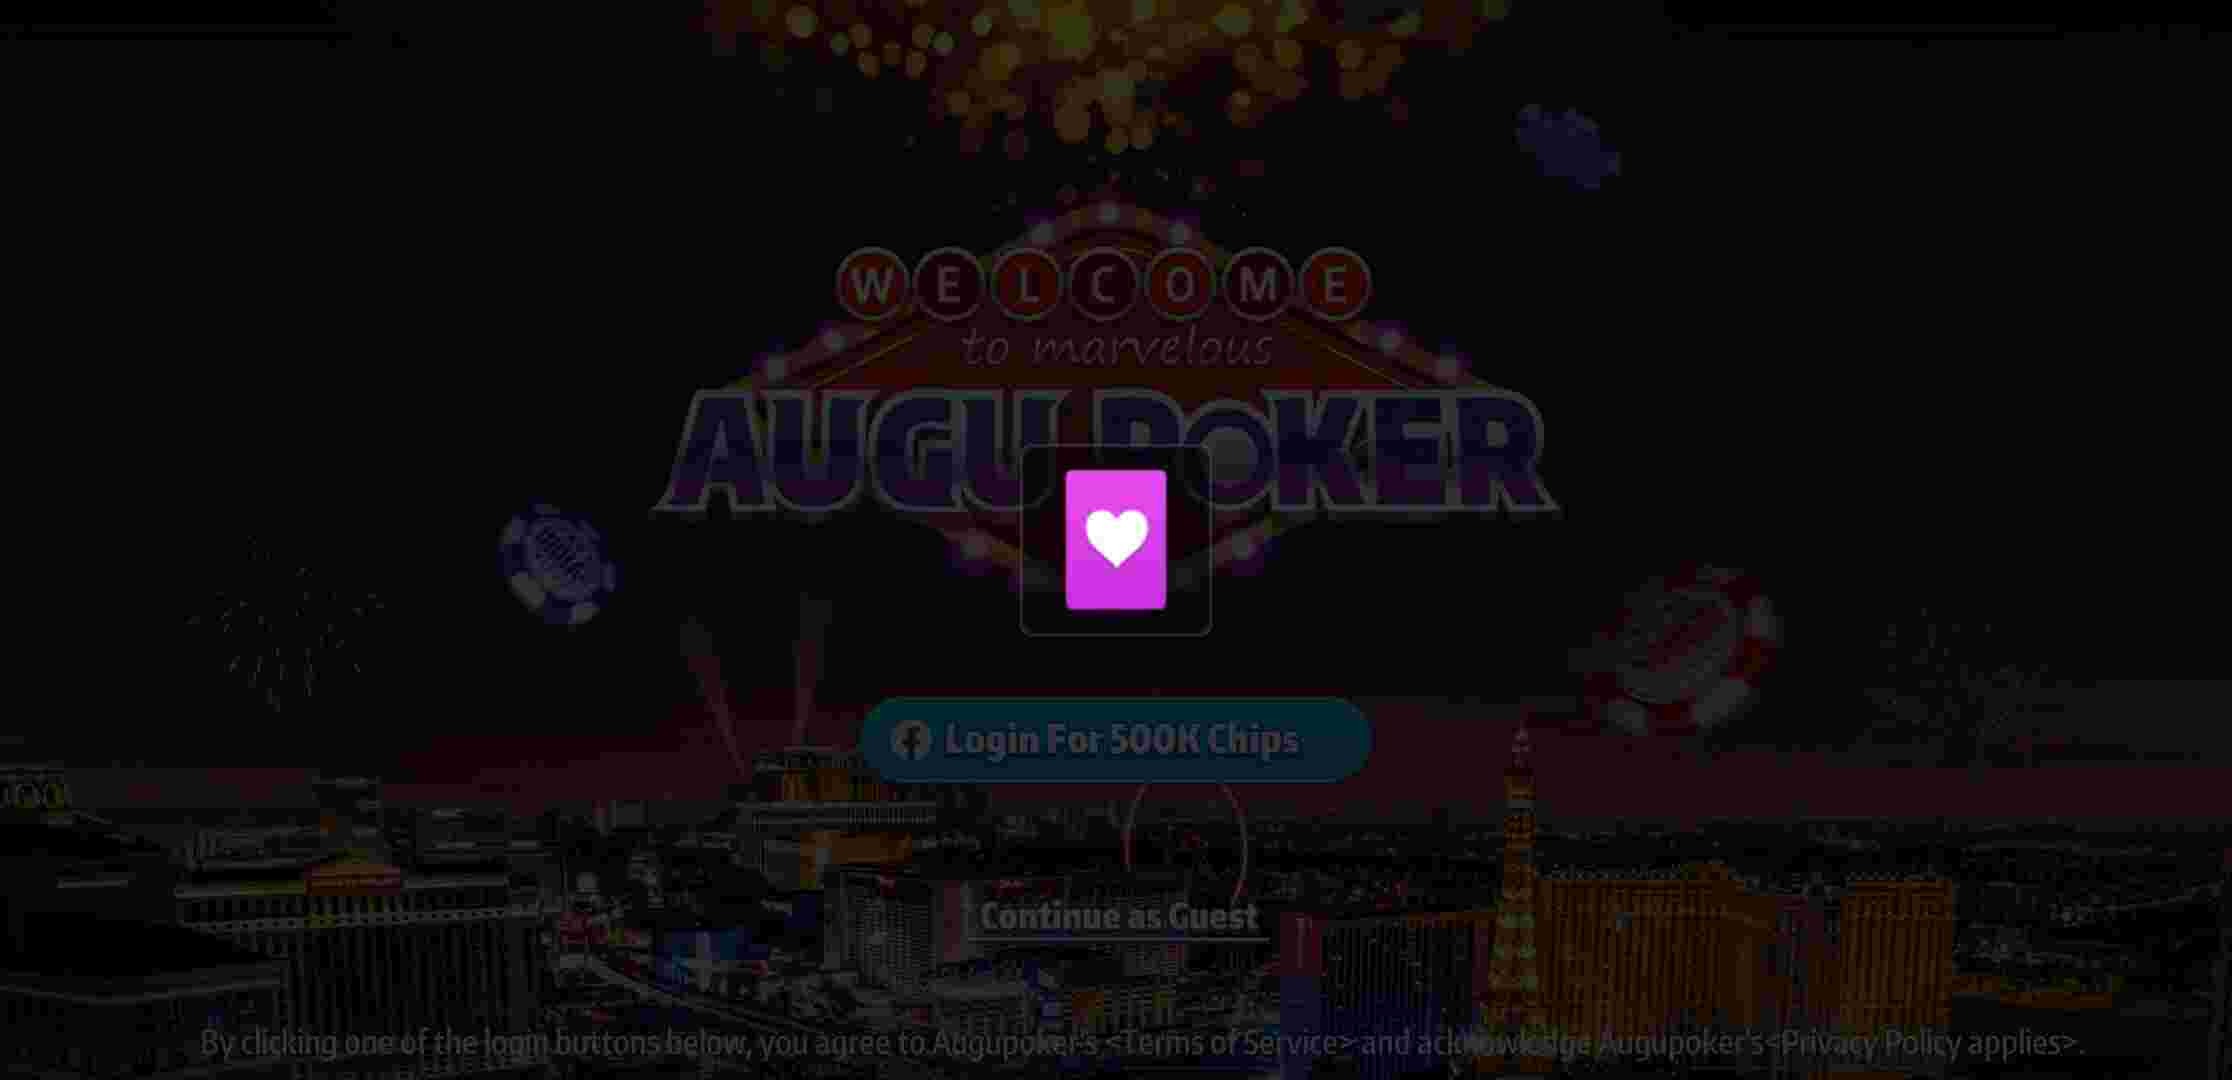 WELCOME
to marvelous
AUGU POKER
Login For 500K Chips
Continue as Guest
By clicking one of the login buttons below, you agree to Augupoker's <Terms of Service> and acknowledge Augupoker's<Privacy Policy applies>.